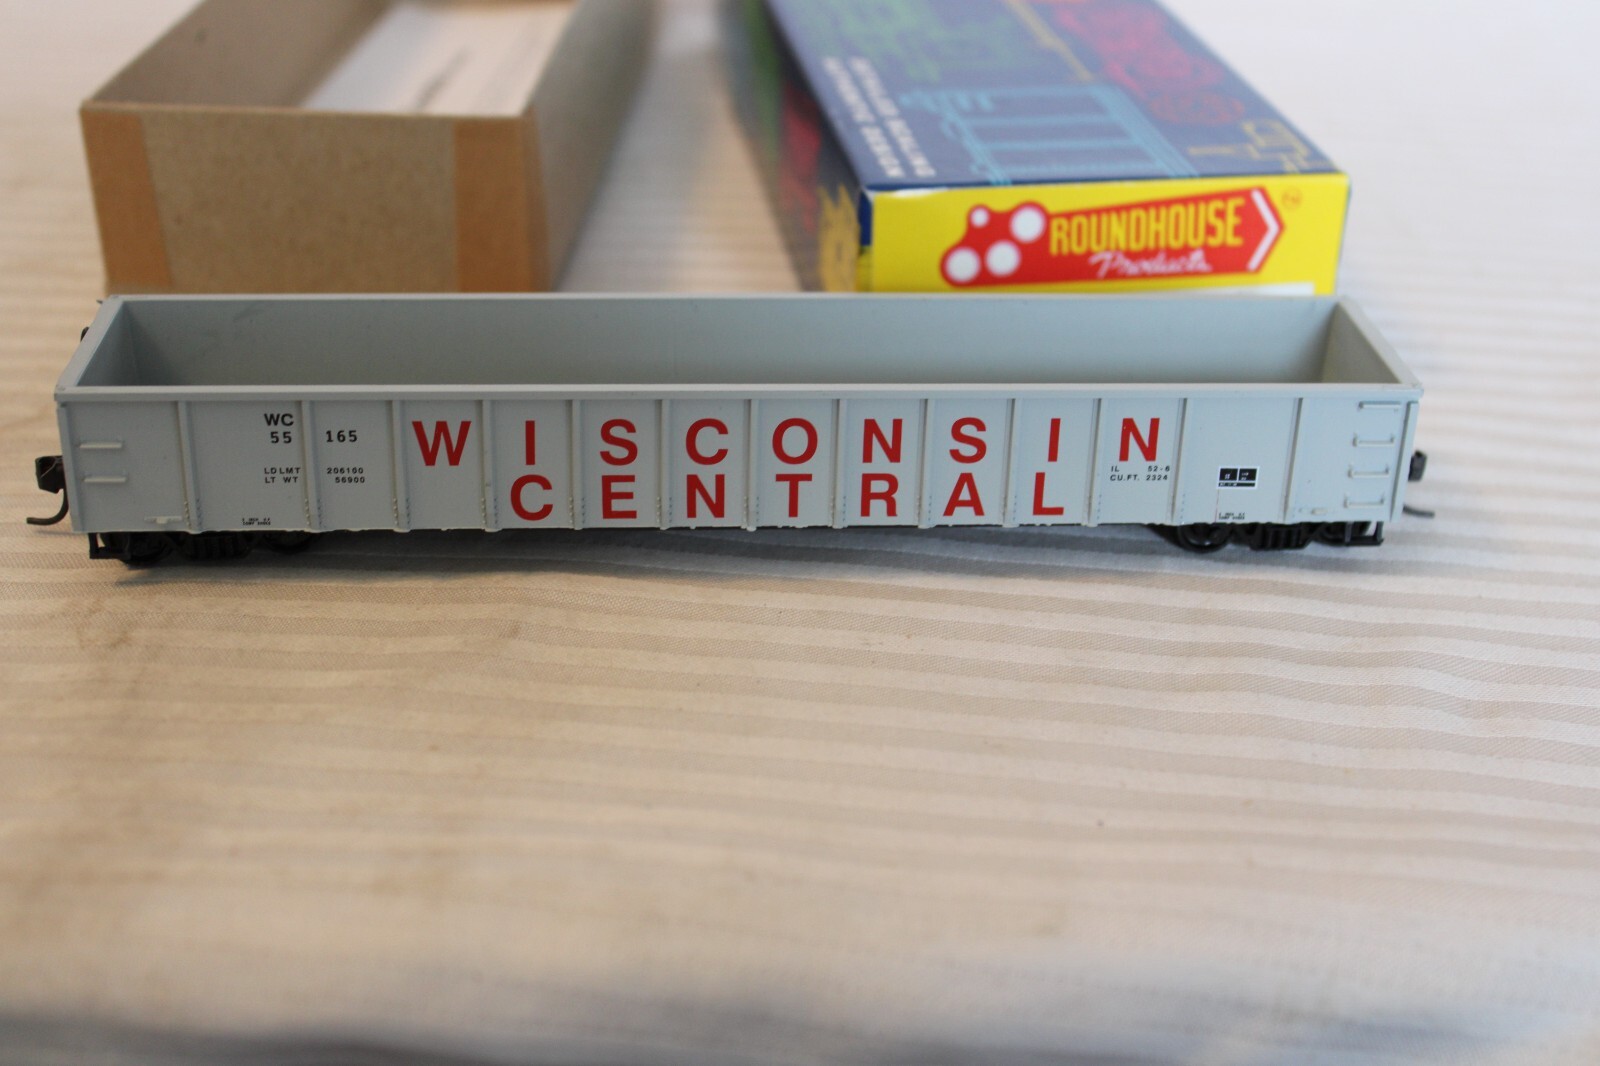 ROUNDHOUSE
Products
WC
55 165
LD LMT 206100
LT WT 56900
WISCONSIN
CENTRAL
IL 52-6
CU.FT. 2324